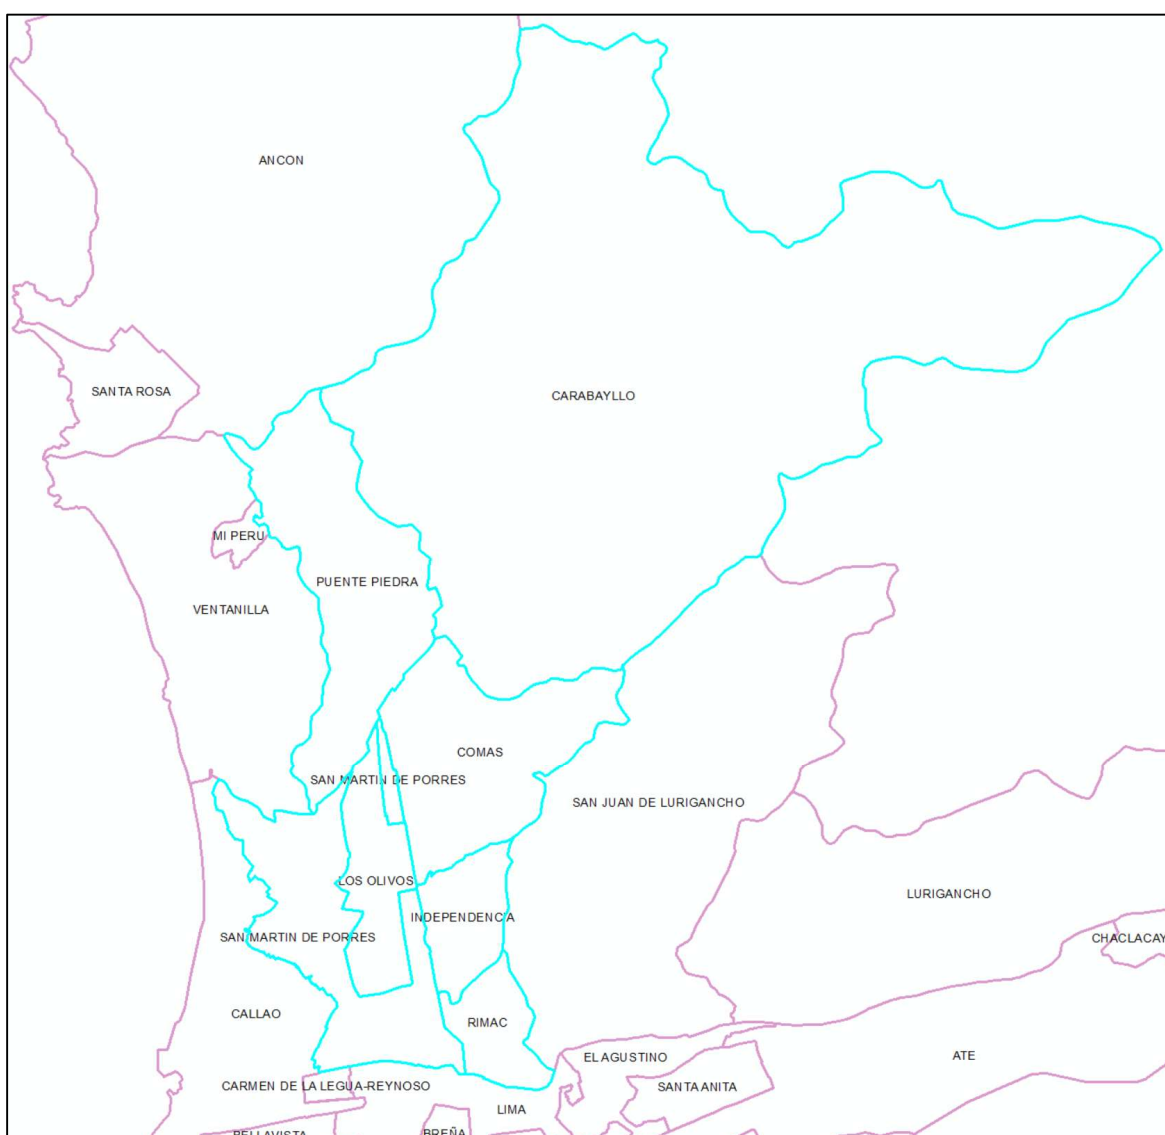 ANCON
SANTA ROSA
CARABAYLLO
MI PERU
PUENTE PIEDRA
VENTANILLA
COMAS
SAN MARTIN DE PORRES
SAN JUAN DE LURIGANCHO
LOS OLIVOS
LURIGANCHO
INDEPENDENCIA
SAN MARTIN DE PORRES
CHACLACAY
CALLAO
RIMAC
EL AGUSTINO
ATE
CARMEN DE LA LEGUA-REYNOSO
SANTA ANITA
LIMA
BELLAVISTA
BREÑA